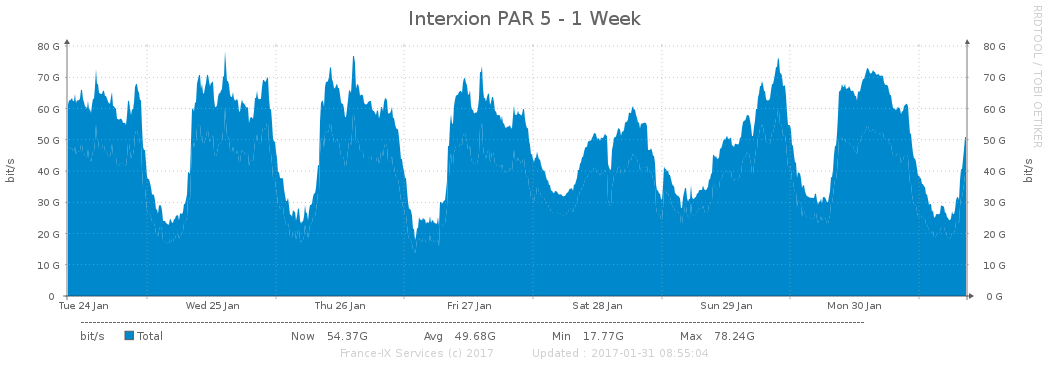 Interxion PAR 5 - 1 Week
RRDTOOL / TOBI OETIKER
bit/s
80 G 80 G
70 G 70 G
60 G 60 G
50 G 50 G
40 G 40 G
30 G 30 G
20 G 20 G
10 G 10 G
0 0 G
bit/s
Tue 24 Jan Wed 25 Jan Thu 26 Jan Fri 27 Jan Sat 28 Jan Sun 29 Jan Mon 30 Jan
bit/s Total Now 54.37G Avg 49.68G Min 17.77G Max 78.24G
France-IX Services (c) 2017 Updated : 2017-01-31 08:55:04